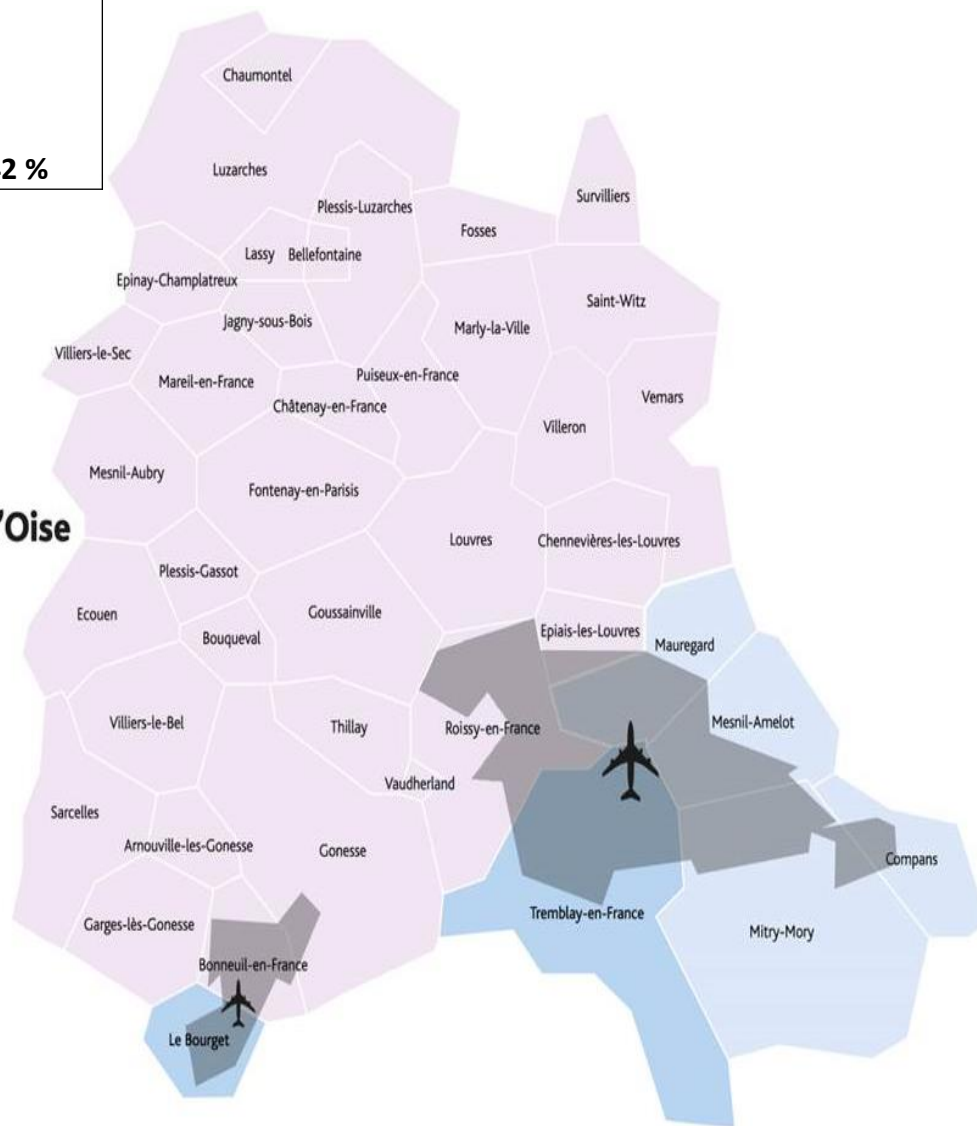 2 %
Chaumontel
Luzarches
Survilliers
Plessis-Luzarches
Fosses
Lassy
Bellefontaine
Epinay-Champlatreux
Saint-Witz
Jagny-sous-Bois
Marly-la-Ville
Villiers-le-Sec
Mareil-en-France
Puiseux-en-France
Châtenay-en-France
Vemars
Villeron
Mesnil-Aubry
Fontenay-en-Parisis
'Oise
Louvres
Chennevières-les-Louvres
Plessis-Gassot
Ecouen
Goussainville
Bouqueval
Epiais-les-Louvres
Mauregard
Villiers-le-Bel
Thillay
Roissy-en-France
Mesnil-Amelot
Vaudherland
Sarcelles
Arnouville-les-Gonesse
Gonesse
Compans
Garges-lès-Gonesse
Tremblay-en-France
Mitry-Mory
Bonneuil-en-France
Le Bourget